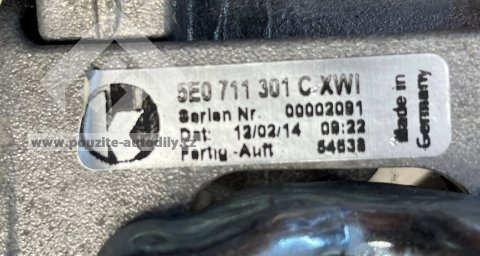 5E0 711 301 C XWI
Serien Nr. 00002091
Dat: 12/02/14 09:22
Fertig.-Auft 54838
Made in
Germany
www.pouzite-autodily.cz